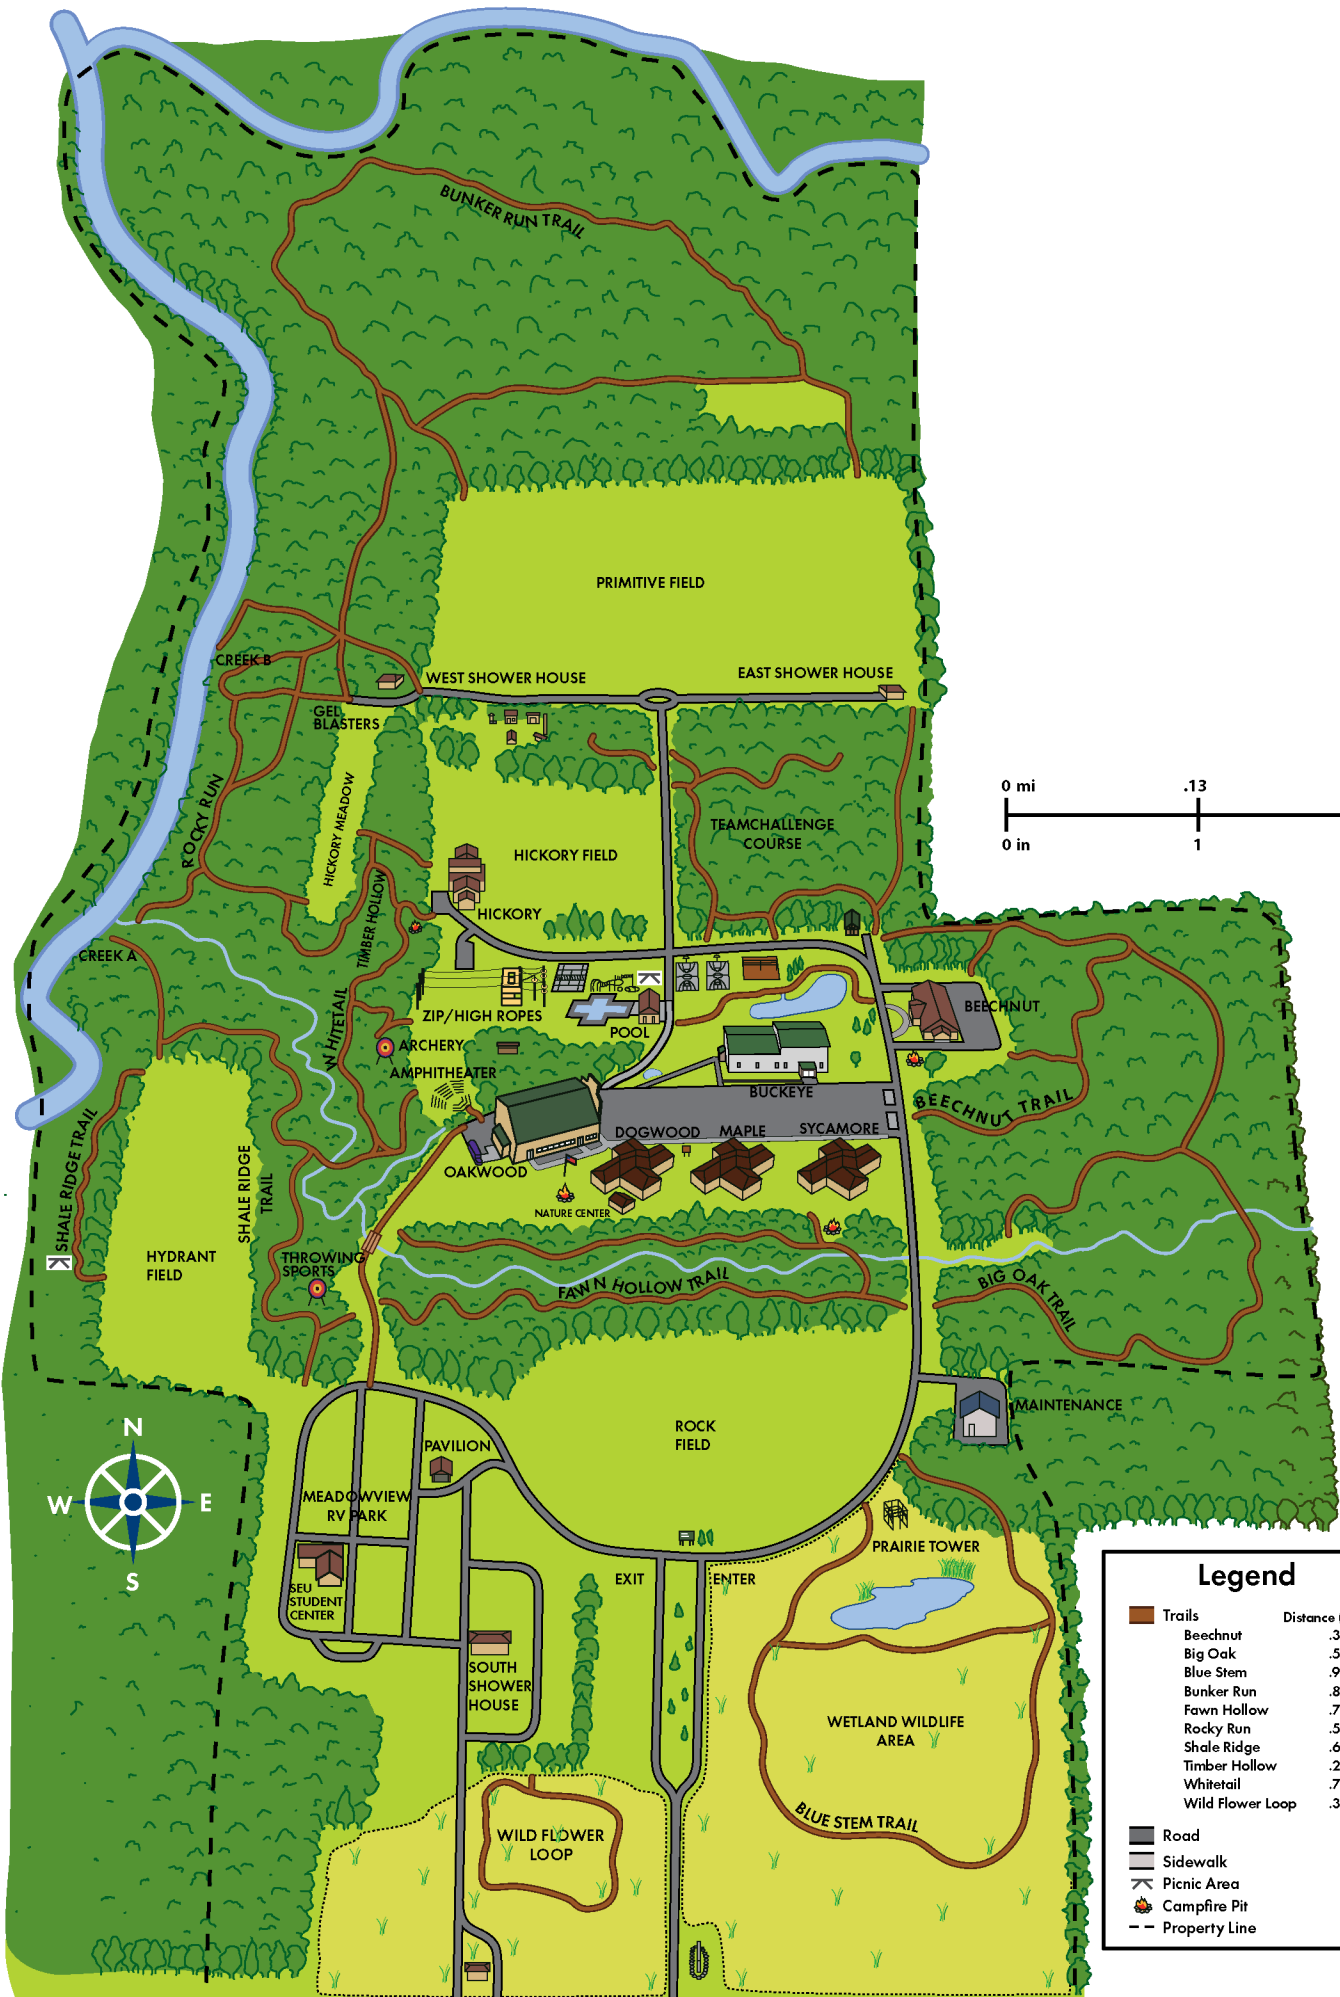 BUNKER RUN TRAIL
PRIMITIVE FIELD
CREEK B
WEST SHOWER HOUSE
EAST SHOWER HOUSE
GEL
BLASTERS
0 mi
.13
0 in
1
ROCKY RUN
HICKORY MEADOW
TEAMCHALLENGE
COURSE
HICKORY FIELD
TIMBER HOLLOW
HICKORY
CREEK A
WHITETAIL
ZIP/HIGH ROPES
POOL
BEECHNUT
ARCHERY
AMPHITHEATER
BUCKEYE
BEECHNUT TRAIL
SHALE RIDGE TRAIL
DOGWOOD
MAPLE
SYCAMORE
OAKWOOD
SHALE RIDGE
TRAIL
NATURE CENTER
HYDRANT
FIELD
THROWING
SPORTS
FAWN HOLLOW TRAIL
BIG OAK TRAIL
MAINTENANCE
ROCK
FIELD
N
W
E
S
PAVILION
MEADOWVIEW
RV PARK
PRAIRIE TOWER
SEU
STUDENT
CENTER
EXIT
ENTER
SOUTH
SHOWER
HOUSE
WETLAND WILDLIFE
AREA
BLUE STEM TRAIL
WILD FLOWER
LOOP
Legend
Trails
Distance (
Beechnut .3
Big Oak .5
Blue Stem .9
Bunker Run .8
Fawn Hollow .7
Rocky Run .5
Shale Ridge .6
Timber Hollow .2
Whitetail .7
Wild Flower Loop .3
Road
Sidewalk
Picnic Area
Campfire Pit
Property Line